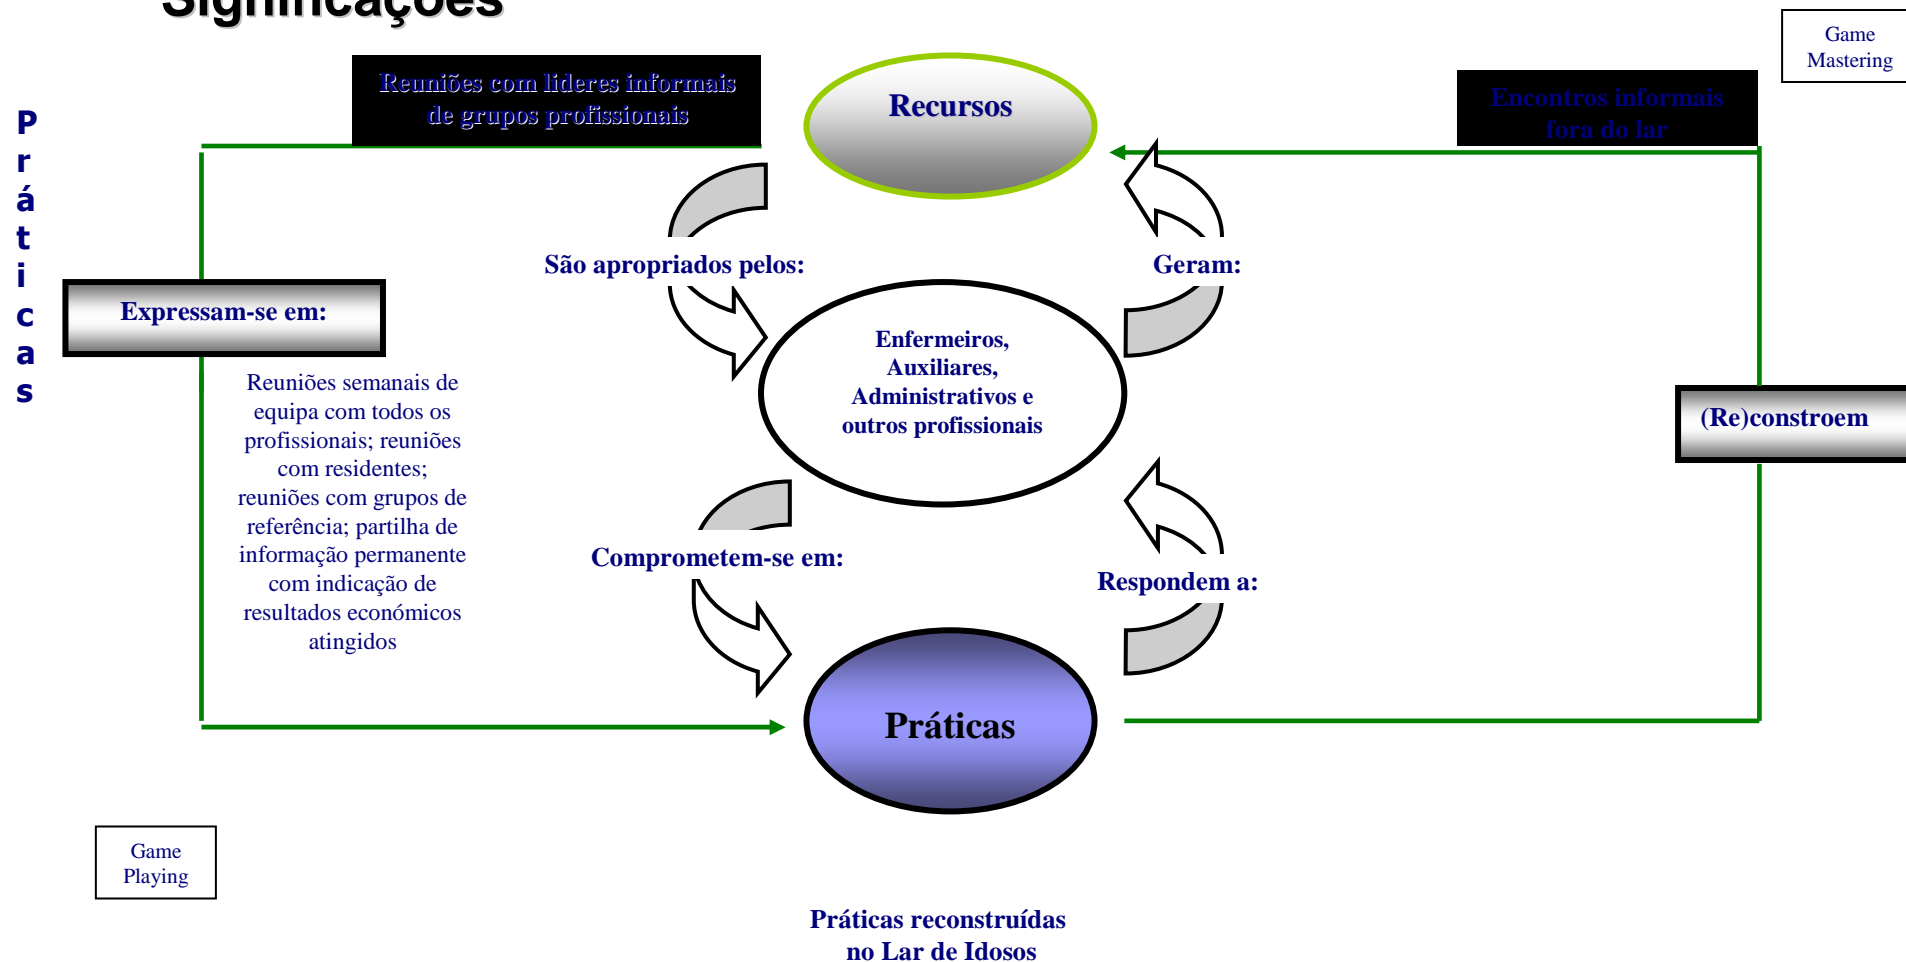 Significações
Game
Mastering
Reuniões com lideres informais
de grupos profissionais
Recursos
Encontros informais
fora do lar
Práticas
São apropriados pelos:
Geram:
Expressam-se em:
Enfermeiros,
Auxiliares,
Administrativos e
outros profissionais
Reuniões semanais de
equipa com todos os
profissionais; reuniões
com residentes;
reuniões com grupos de
referência; partilha de
informação permanente
com indicação de
resultados económicos
atingidos
(Re)constroem
Comprometem-se em:
Respondem a:
Práticas
Game
Playing
Práticas reconstruídas
no Lar de Idosos